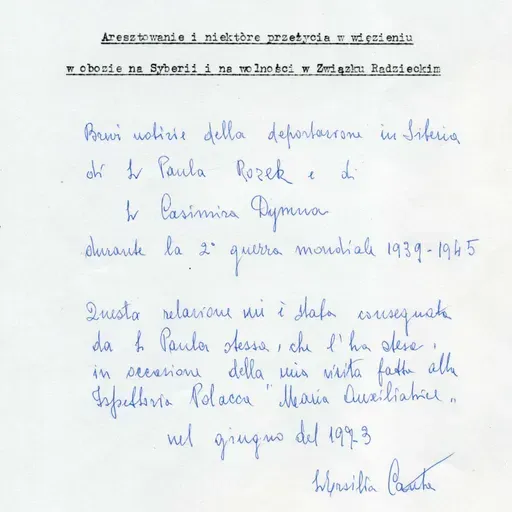 Aresztowanie i niektóre przeżycia w więzieniu
w obozie na Syberii i na wolności w Związku Radzieckim
Brevi notizie della deportazione in Siberia
di Sr Paula Rozek e di
Sr Casimira Dymna
durante la 2ª guerra mondiale 1939-1945
Questa relazione mi è stata consegnata
da Sr Paula stessa, che l'ha stesa,
in occasione della mia visita fatta alla
Ispettoria Polacca "Maria Ausiliatrice"
nel giugno del 1973
Sr Ersilia Canta